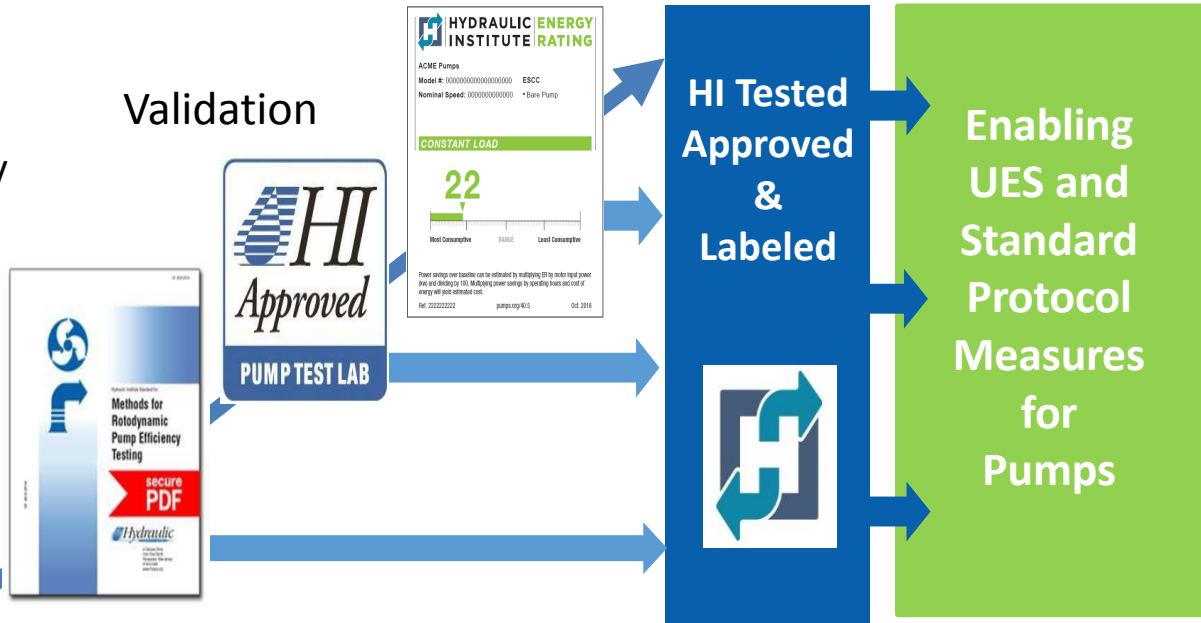 Validation
y
HYDRAULIC ENERGY
INSTITUTE RATING
ACME Pumps
Model #: 0000000000000000000 ESCC
Nominal Speed: 0000000000000 • Bare Pump
CONSTANT LOAD
22
Most Consumptive RANGE Least Consumptive
Power savings over baseline can be estimated by multiplying ER by motor input power
(kw) and dividing by 100. Multiplying power savings by operating hours and cost of
energy will yield estimated cost.
Ref. 2222222222 pumps.org/40.5 Oct. 2016
HI
Approved
PUMP TEST LAB
Hydraulic Institute Standard for
Methods for
Rotodynamic
Pump Efficiency
Testing
secure
PDF
Hydraulic
HI Tested
Approved
&
Labeled
H
Enabling
UES and
Standard
Protocol
Measures
for
Pumps